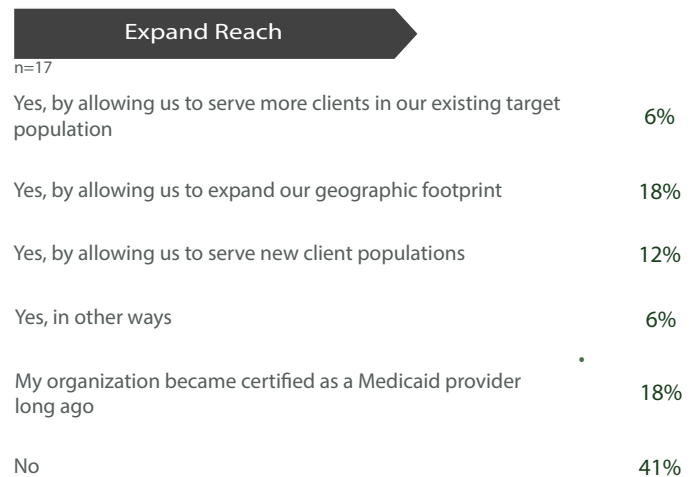 Expand Reach
n=17
Yes, by allowing us to serve more clients in our existing target
population
6%
Yes, by allowing us to expand our geographic footprint
18%
Yes, by allowing us to serve new client populations
12%
Yes, in other ways
6%
My organization became certified as a Medicaid provider
long ago
18%
No
41%